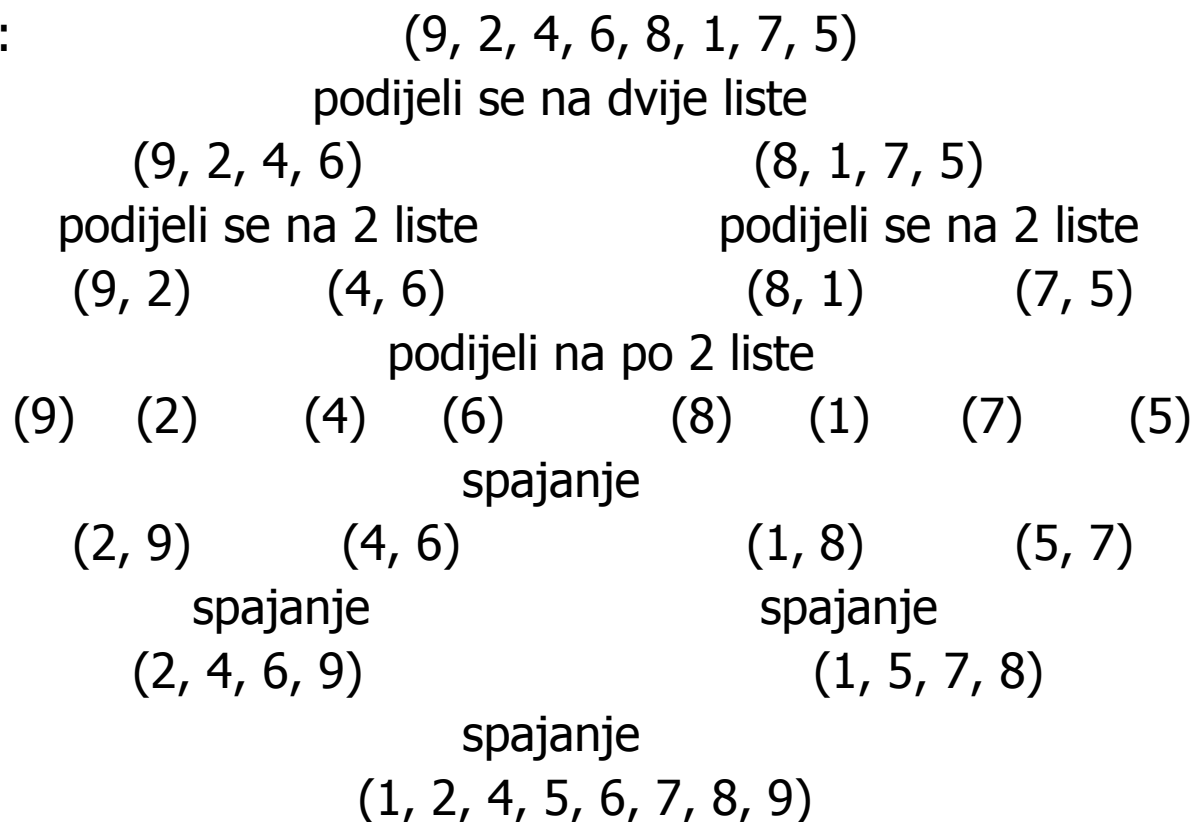 : (9, 2, 4, 6, 8, 1, 7, 5)
podijeli se na dvije liste
(9, 2, 4, 6) (8, 1, 7, 5)
podijeli se na 2 liste podijeli se na 2 liste
(9, 2) (4, 6) (8, 1) (7, 5)
podijeli na po 2 liste
(9) (2) (4) (6) (8) (1) (7) (5)
spajanje
(2, 9) (4, 6) (1, 8) (5, 7)
spajanje spajanje
(2, 4, 6, 9) (1, 5, 7, 8)
spajanje
(1, 2, 4, 5, 6, 7, 8, 9)